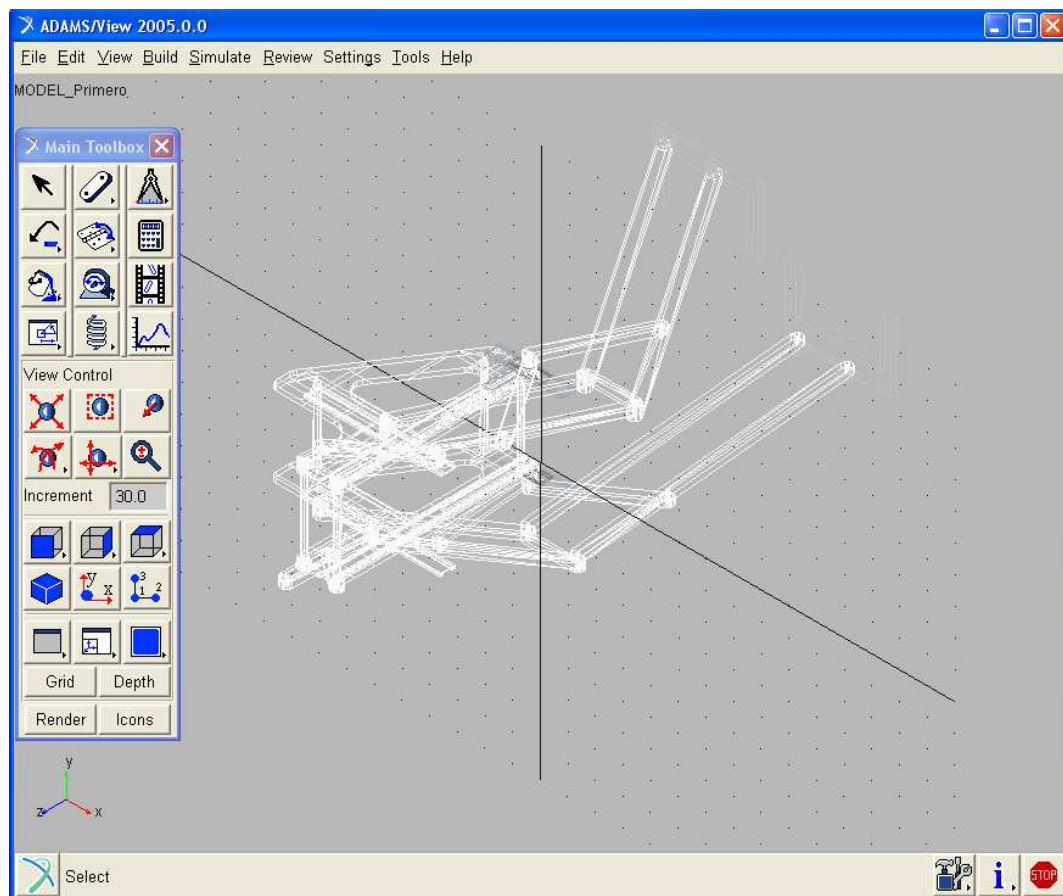 ADAMS/View 2005.0.0
File Edit View Build Simulate Review Settings Tools Help
MODEL_Primero
Main Toolbox
View Control
Increment 30.0
y x
3 1 2
Grid Depth
Render Icons
y
z x
Select
i STOP